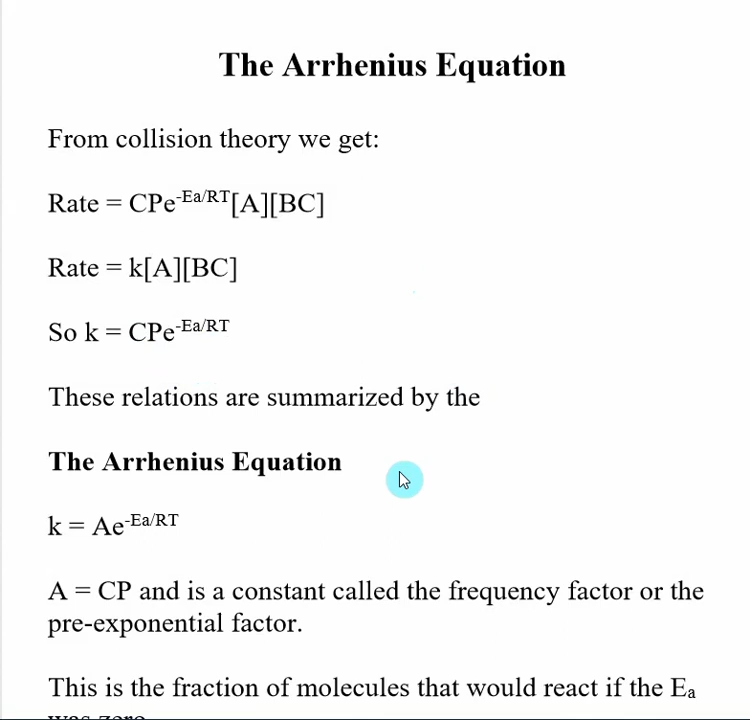 The Arrhenius Equation
From collision theory we get:
Rate = CPe^-Ea/RT[A][BC]
Rate = k[A][BC]
So k = CPe^-Ea/RT
These relations are summarized by the
The Arrhenius Equation
k = Ae^-Ea/RT
A = CP and is a constant called the frequency factor or the
pre-exponential factor.
This is the fraction of molecules that would react if the Ea